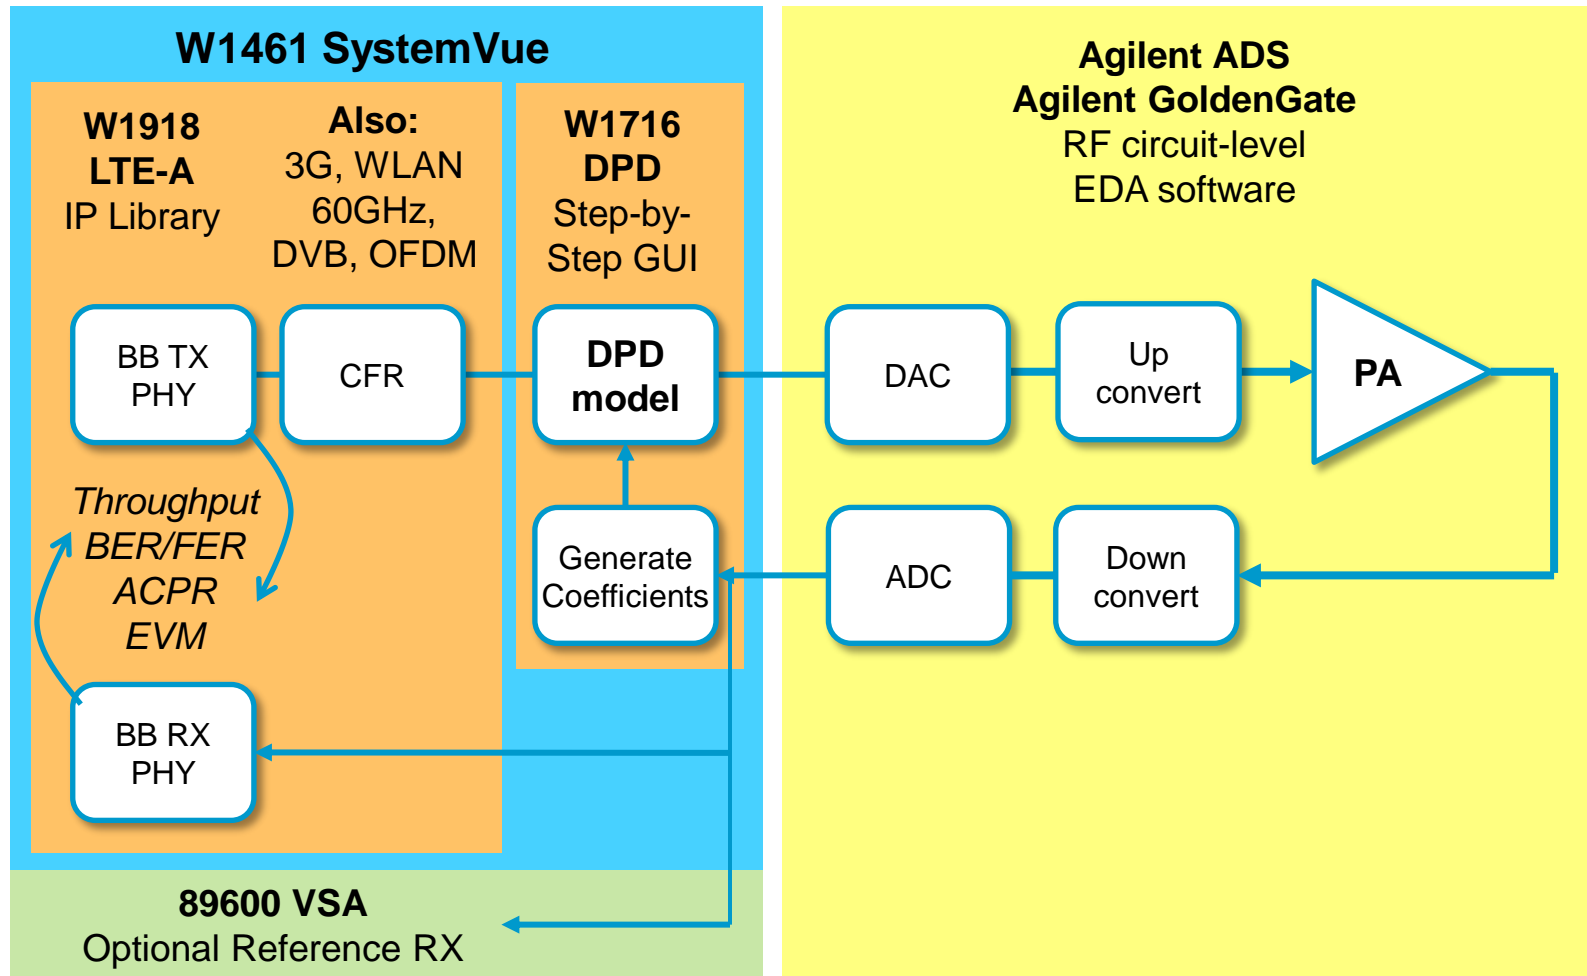 W1461 SystemVue
W1918
LTE-A
IP Library
Also:
3G, WLAN
60GHz,
DVB, OFDM
W1716
DPD
Step-by-
Step GUI
Agilent ADS
Agilent GoldenGate
RF circuit-level
EDA software
BB TX
PHY
CFR
DPD
model
DAC
Up
convert
PA
Throughput
BER/FER
ACPR
EVM
Generate
Coefficients
ADC
Down
convert
BB RX
PHY
89600 VSA
Optional Reference RX